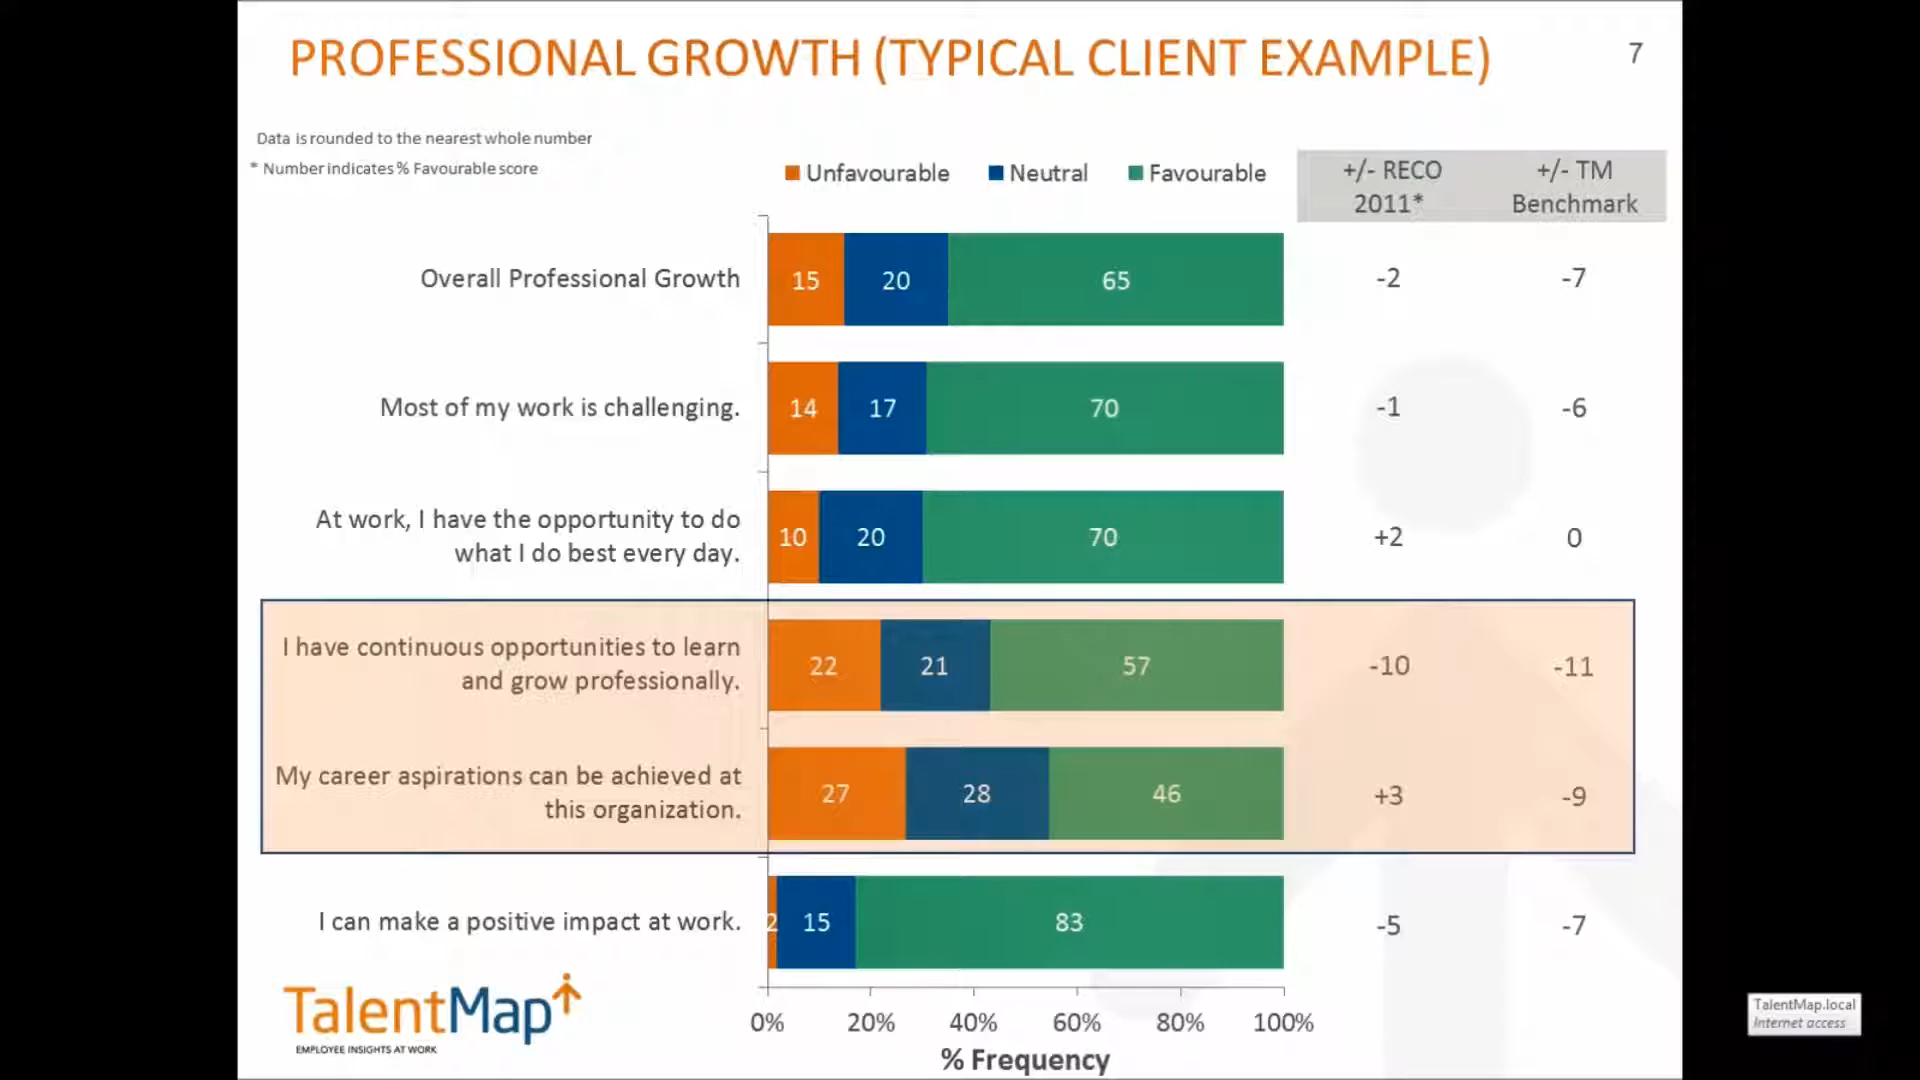 PROFESSIONAL GROWTH (TYPICAL CLIENT EXAMPLE)
7
Data is rounded to the nearest whole number
* Number indicates % Favourable score
Unfavourable Neutral Favourable
+/- RECO 2011*
+/- TM Benchmark
Overall Professional Growth 15 20 65 -2 -7
Most of my work is challenging. 14 17 70 -1 -6
At work, I have the opportunity to do
what I do best every day. 10 20 70 +2 0
I have continuous opportunities to learn
and grow professionally. 22 21 57 -10 -11
My career aspirations can be achieved at
this organization. 27 28 46 +3 -9
I can make a positive impact at work. 2 15 83 -5 -7
0% 20% 40% 60% 80% 100%
% Frequency
TalentMap
EMPLOYEE INSIGHTS AT WORK
TalentMap.local
Internet access